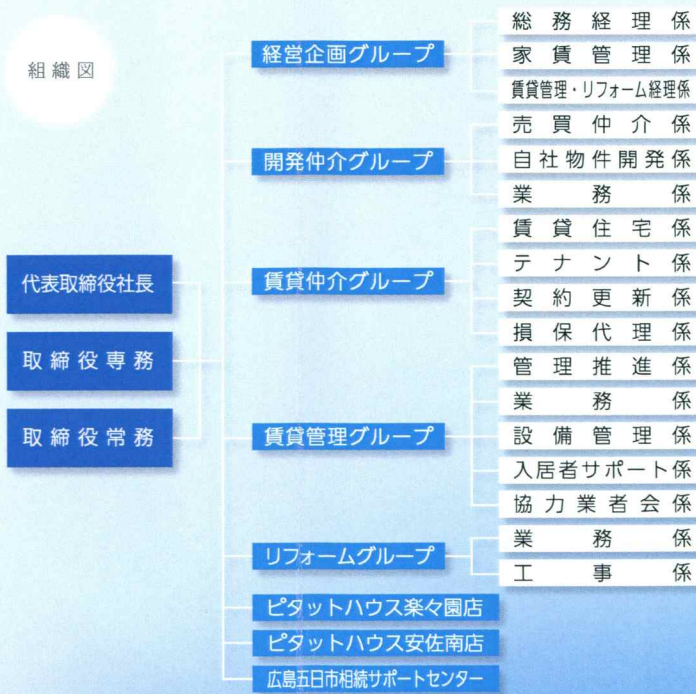 組織図
代表取締役社長
取締役専務
取締役常務
経営企画グループ
総務経理係
家賃管理係
賃貸管理・リフォーム経理係
開発仲介グループ
売買仲介係
自社物件開発係
業務係
賃貸仲介グループ
賃貸住宅係
テナント係
契約更新係
損保代理係
賃貸管理グループ
管理推進係
業務係
設備管理係
入居者サポート係
協力業者会係
リフォームグループ
業務係
工事係
ピタットハウス楽々園店
ピタットハウス安佐南店
広島五日市相続サポートセンター